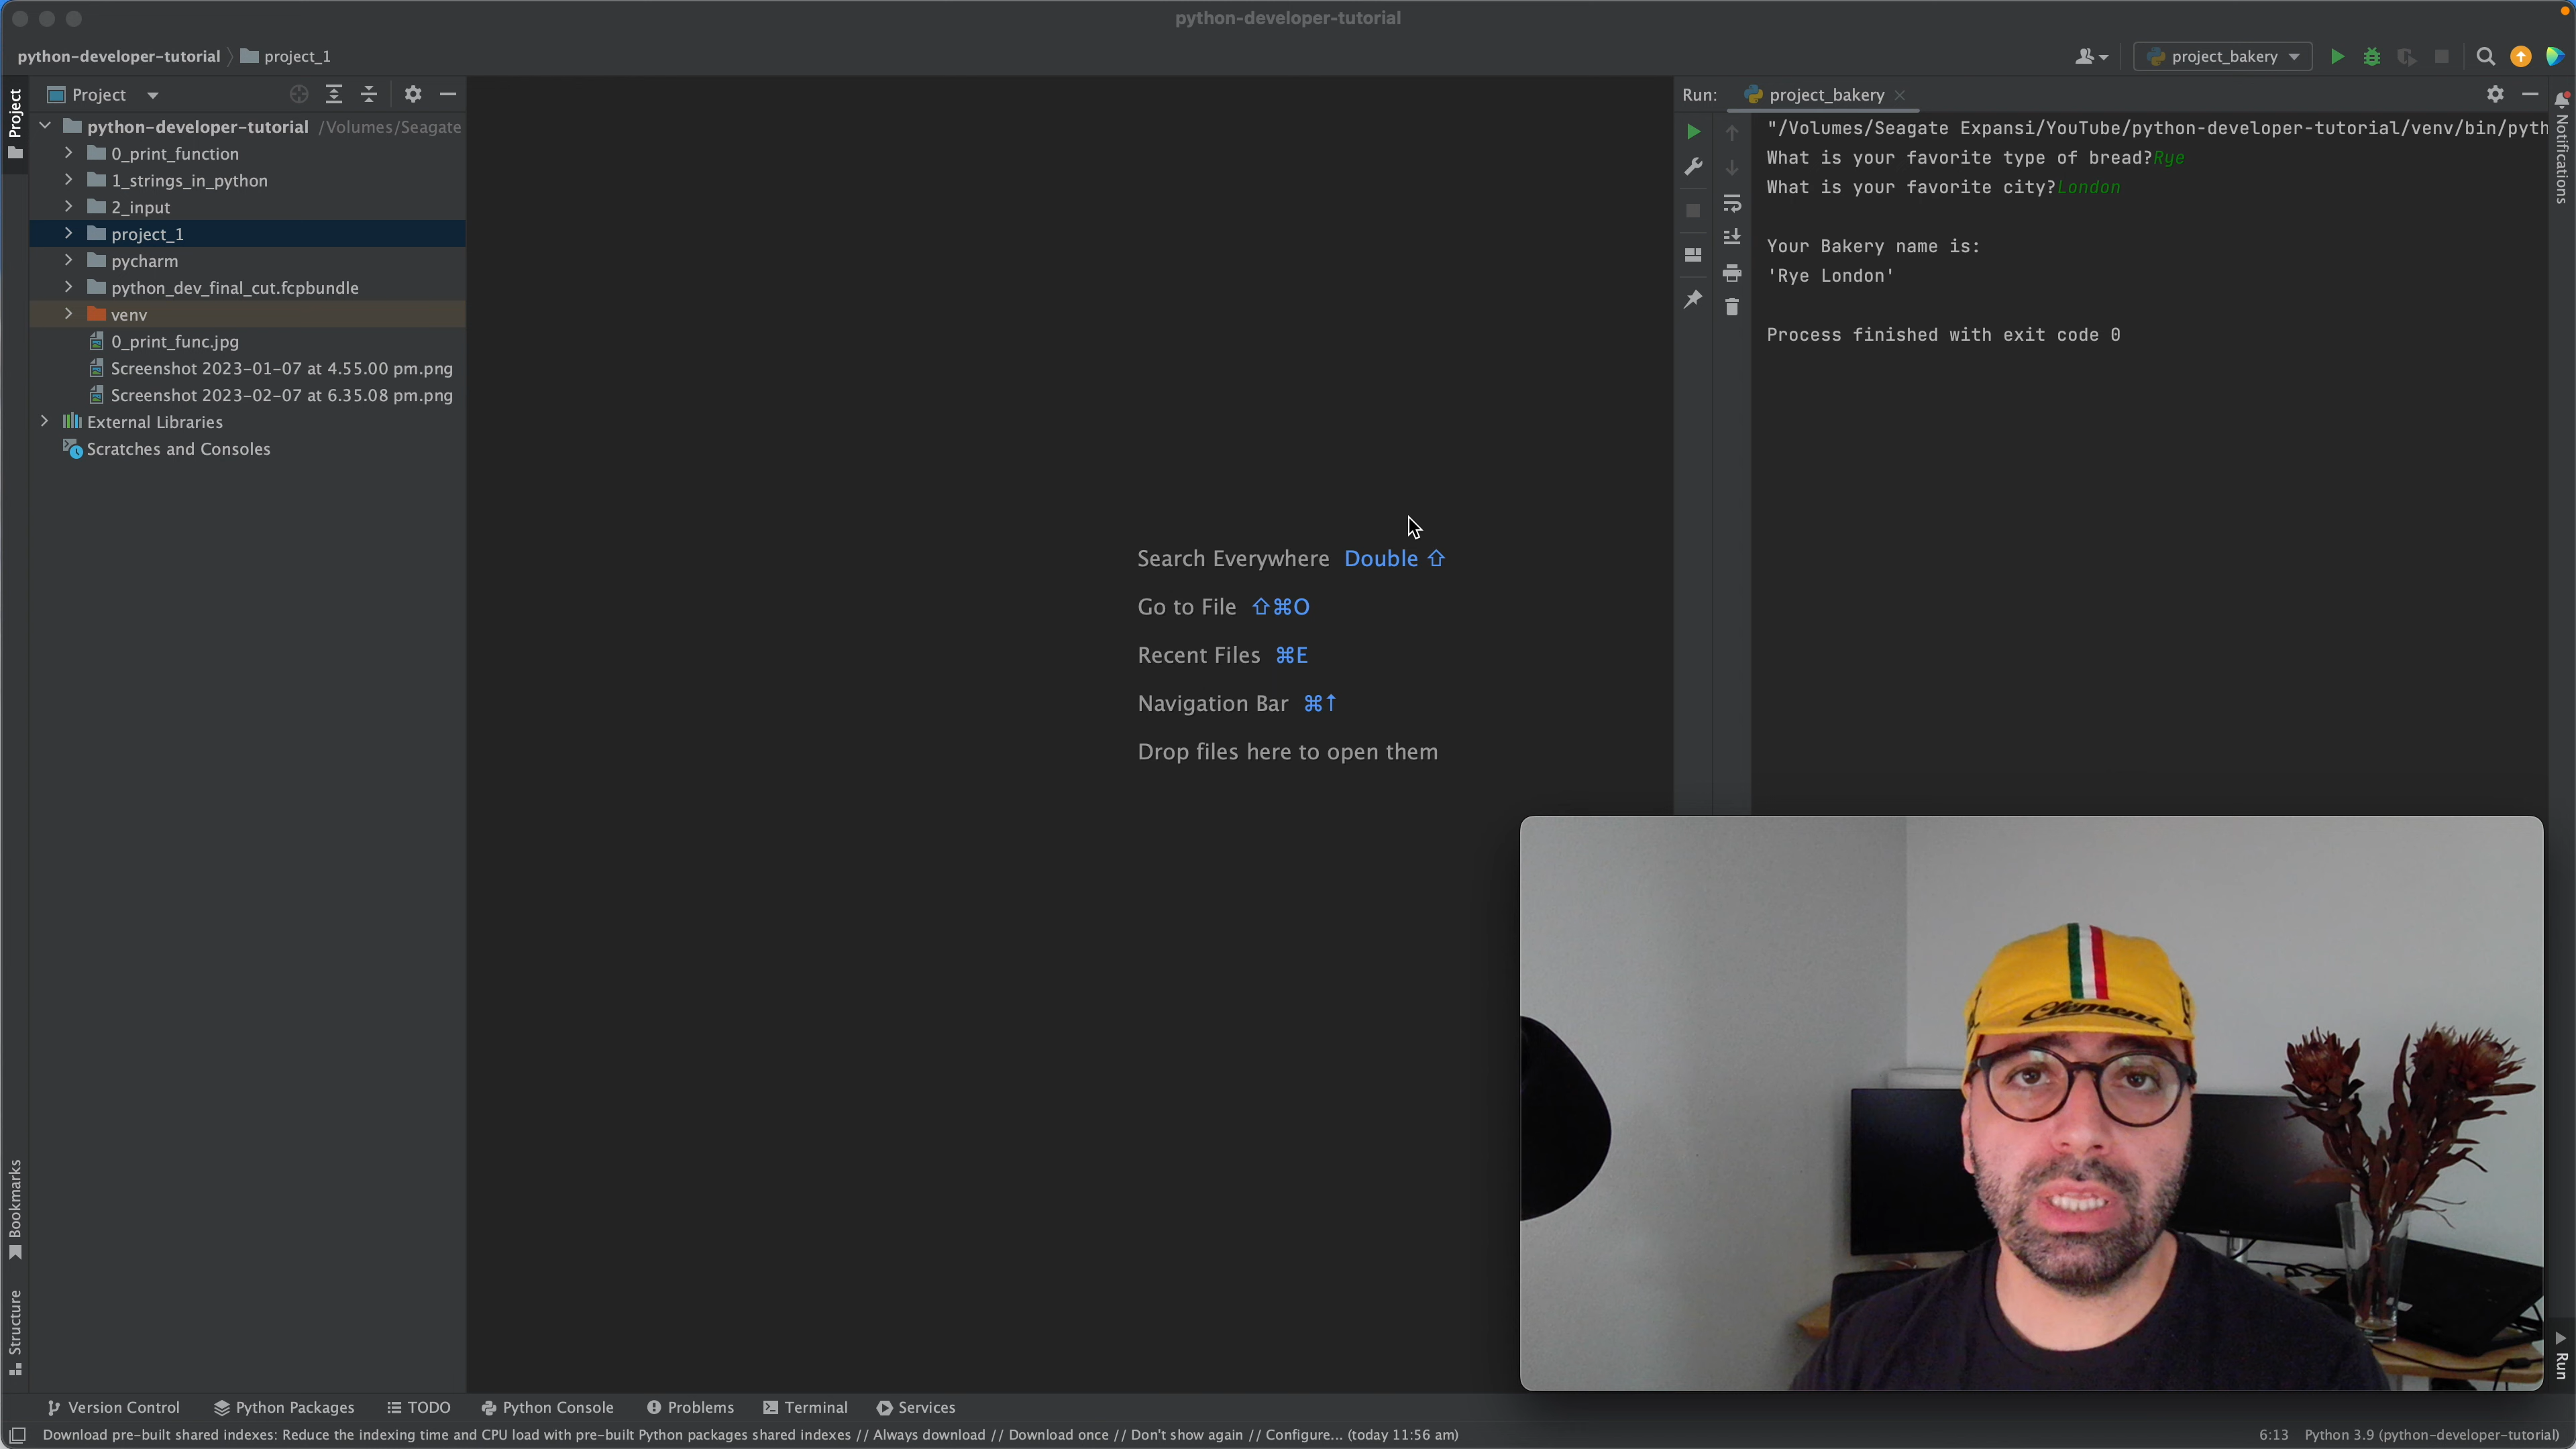 python-developer-tutorial
python-developer-tutorial
project_1
project_bakery
Project
Project
python-developer-tutorial /Volumes/Seagate
0_print_function
1_strings_in_python
2_input
project_1
pycharm
python_dev_final_cut.fcpbundle
venv
0_print_func.jpg
Screenshot 2023-01-07 at 4.55.00 pm.png
Screenshot 2023-02-07 at 6.35.08 pm.png
External Libraries
Scratches and Consoles
Search Everywhere Double ⇧
Go to File ⇧⌘O
Recent Files ⌘E
Navigation Bar ⌘↑
Drop files here to open them
Run:
project_bakery
"/Volumes/Seagate Expansi/YouTube/python-developer-tutorial/venv/bin/pyth
What is your favorite type of bread?Rye
What is your favorite city?London
Your Bakery name is:
'Rye London'
Process finished with exit code 0
Notifications
Clément
Bookmarks
Structure
Run
Version Control
Python Packages
TODO
Python Console
Problems
Terminal
Services
Download pre-built shared indexes: Reduce the indexing time and CPU load with pre-built Python packages shared indexes // Always download // Download once // Don't show again // Configure... (today 11:56 am)
6:13
Python 3.9 (python-developer-tutorial)